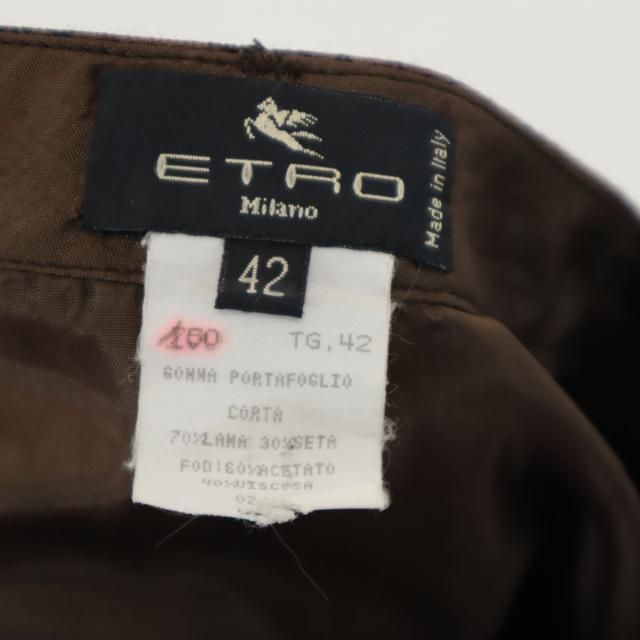 ETRO
Milano
Made in Italy
42
TG.42
GONNA PORTAFOGLIO
CORTA
70%LANA 30%SETA
FOD:60%ACETATO
40%VISCOSA